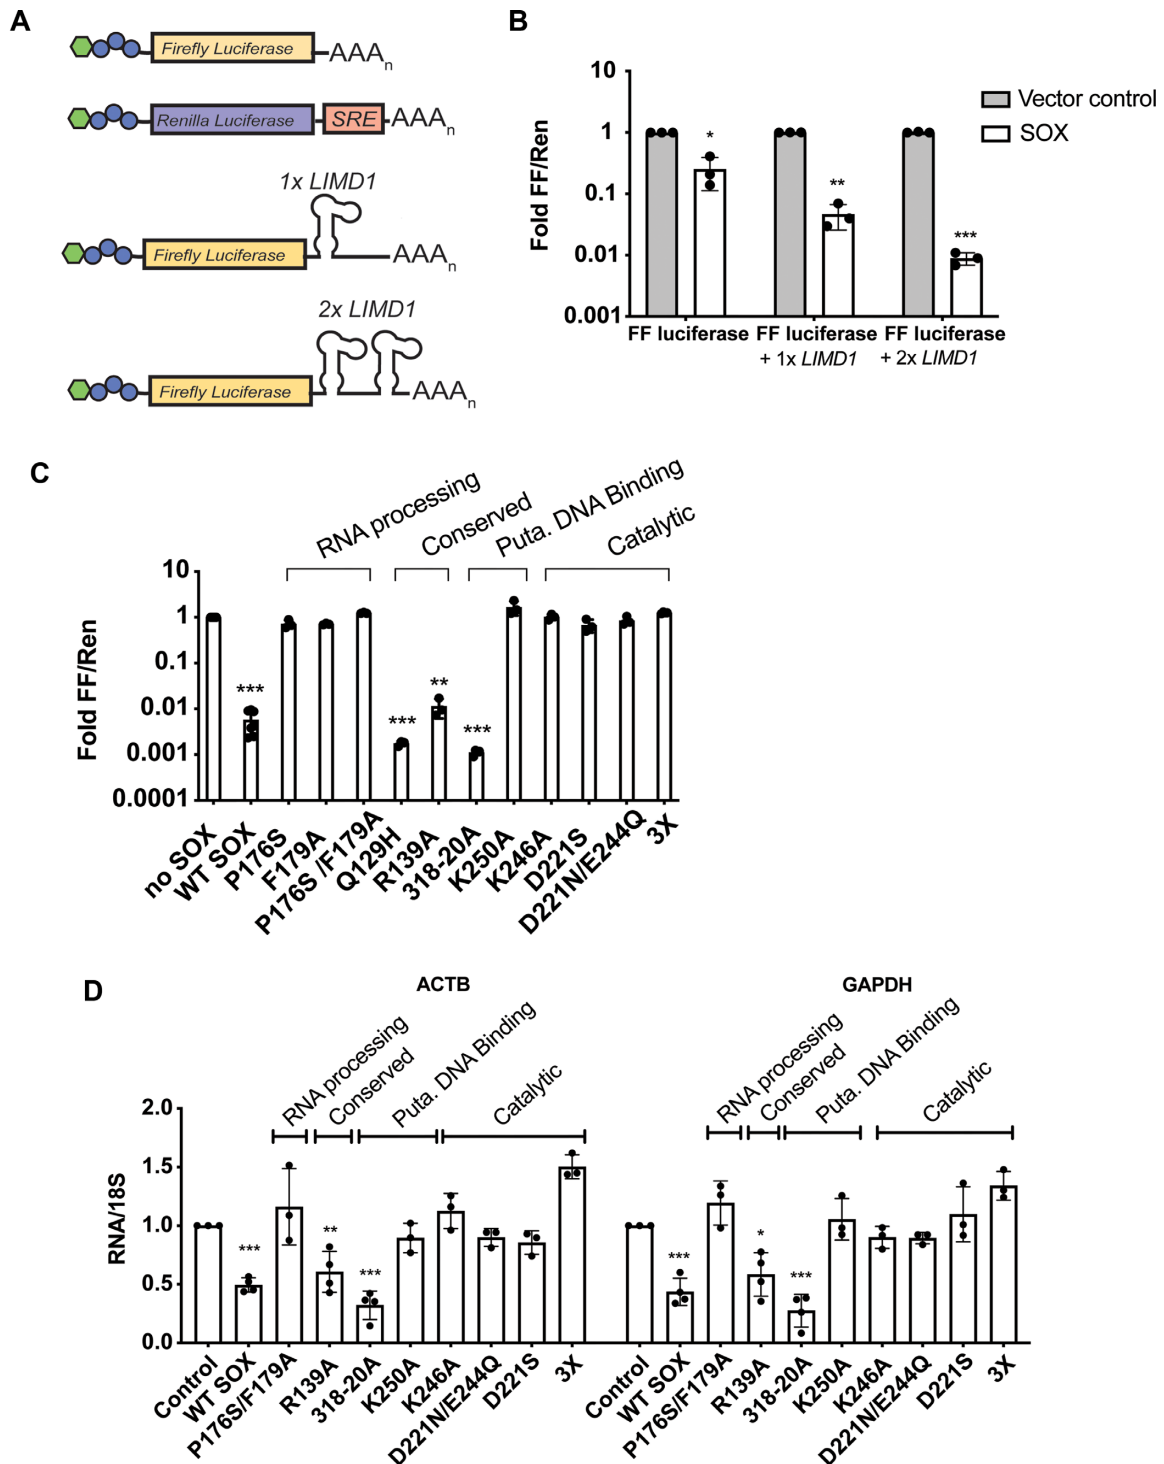 A
Firefly Luciferase
AAAn
Renilla Luciferase
SRE
AAAn
1x LIMD1
Firefly Luciferase
AAAn
2x LIMD1
Firefly Luciferase
AAAn
B
Fold FF/Ren
10
1
0.1
0.01
0.001
*
**
***
Vector control
SOX
FF luciferase
FF luciferase
+ 1x LIMD1
FF luciferase
+ 2x LIMD1
C
RNA processing
Conserved
Puta. DNA Binding
Catalytic
Fold FF/Ren
10
1
0.1
0.01
0.001
0.0001
***
***
**
***
no SOX
WT SOX
P176S
F179A
P176S /F179A
Q129H
R139A
318-20A
K250A
K246A
D221S
D221N/E244Q
3X
D
ACTB
GAPDH
RNA processing
Conserved
Puta. DNA Binding
Catalytic
RNA processing
Conserved
Puta. DNA Binding
Catalytic
RNA/18S
2.0
1.5
1.0
0.5
0.0
***
**
***
***
*
***
Control
WT SOX
P176S/F179A
R139A
318-20A
K250A
K246A
D221N/E244Q
D221S
3X
Control
WT SOX
P176S/F179A
R139A
318-20A
K250A
K246A
D221N/E244Q
D221S
3X